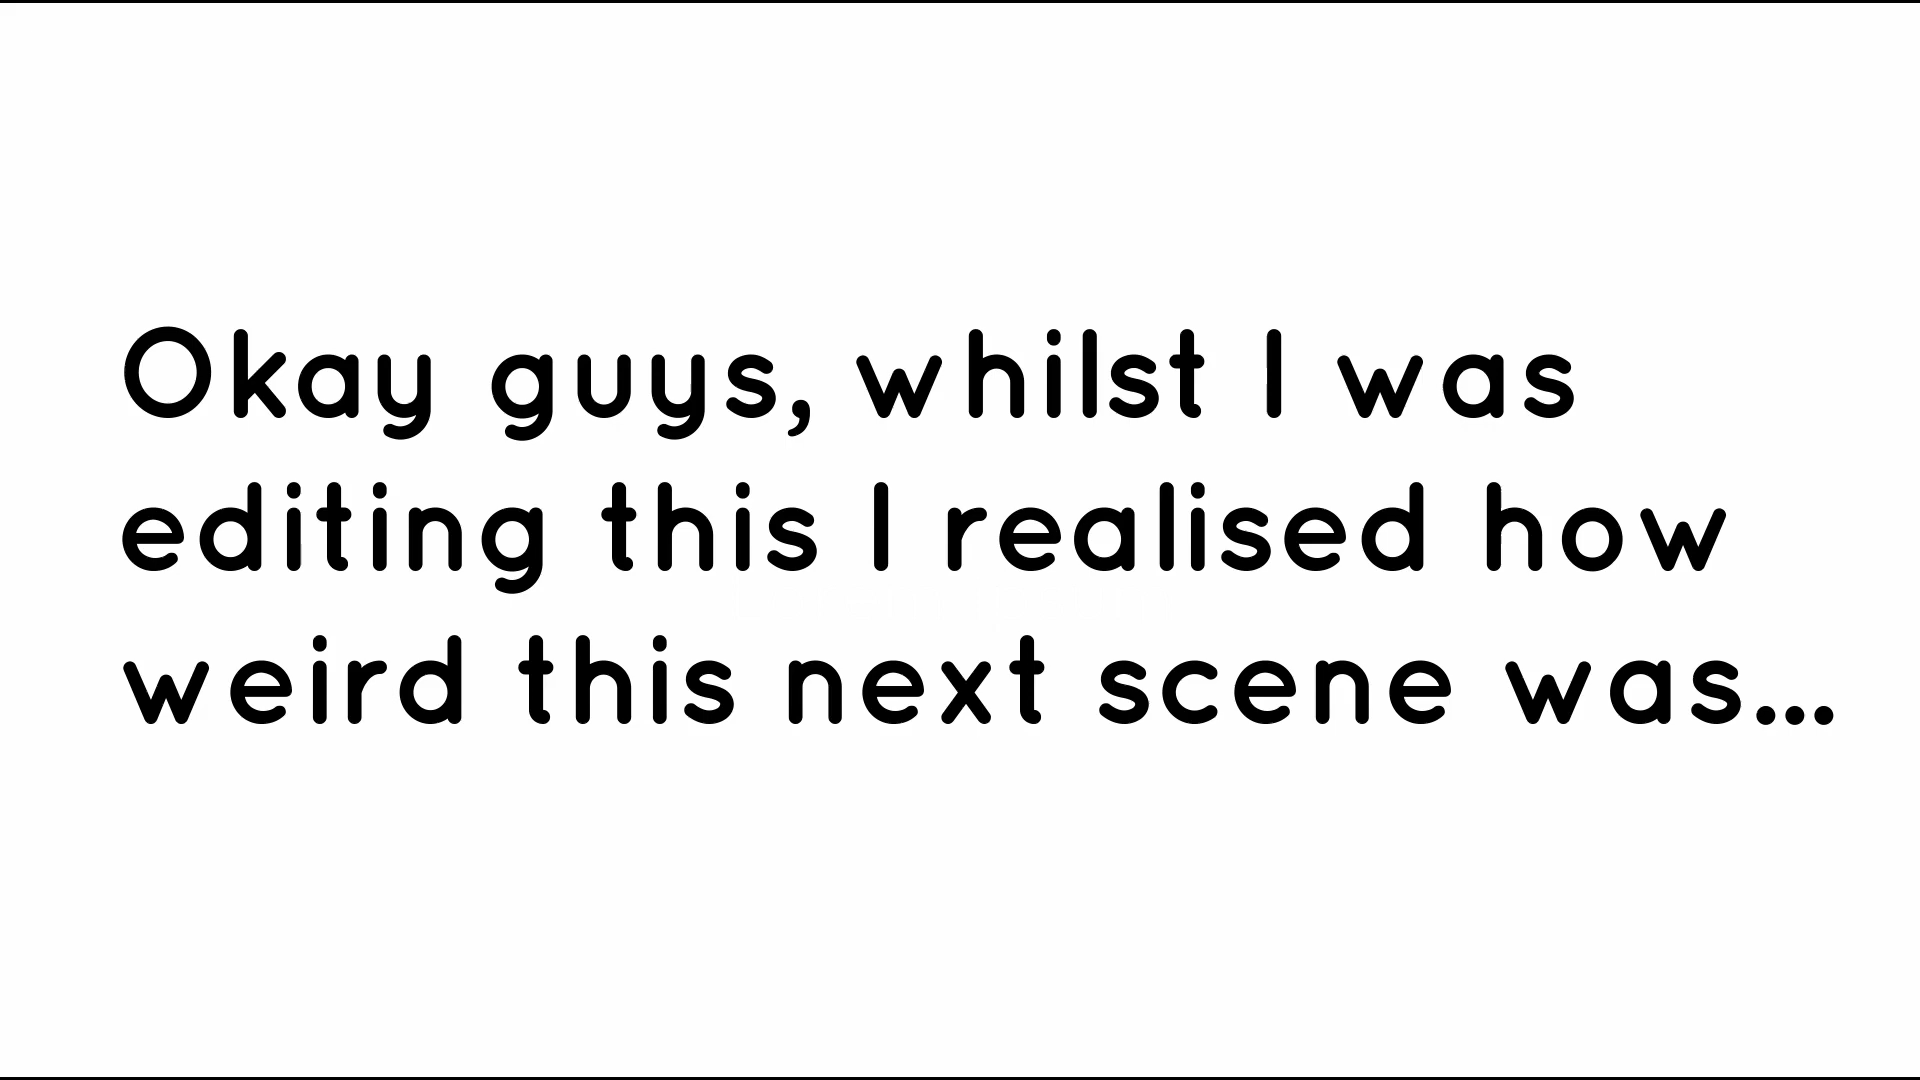 Okay guys, whilst I was
editing this I realised how
weird this next scene was...